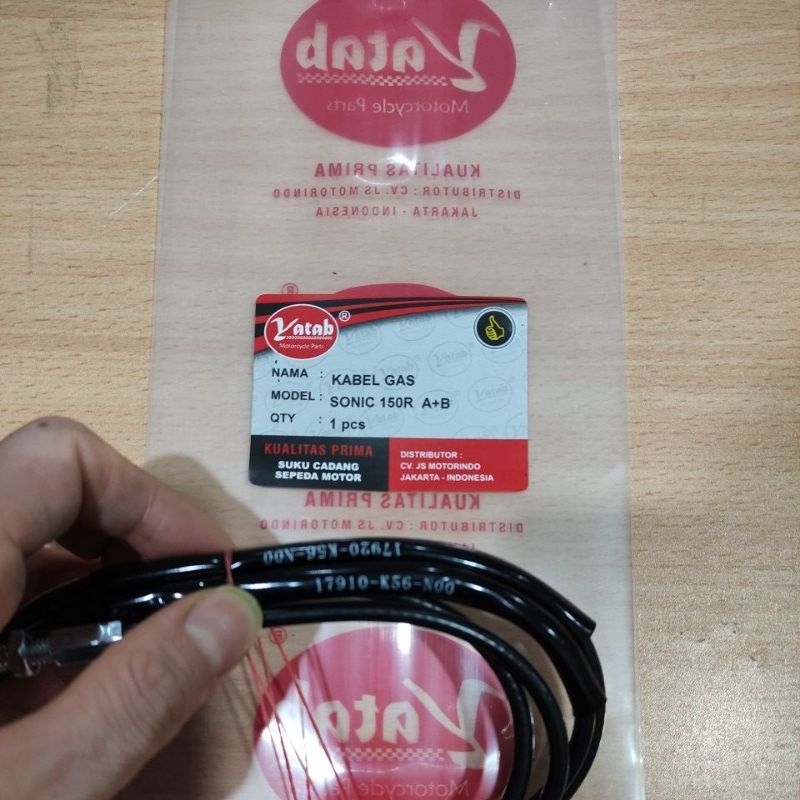 Yatab
Motorcycle Parts
KUALITAS PRIMA
DISTRIBUTOR : CV. JS MOTORINDO
JAKARTA - INDONESIA
®
Yatab ®
Motorcycle Parts
NAMA : KABEL GAS
MODEL : SONIC 150R A+B
QTY : 1 pcs
KUALITAS PRIMA
SUKU CADANG
SEPEDA MOTOR
DISTRIBUTOR :
CV. JS MOTORINDO
JAKARTA - INDONESIA
KUALITAS PRIMA
DISTRIBUTOR : CV. JS MOTORINDO
17920-K56-N00
17910-K56-N00
®
Yatab
Motorcycle Parts